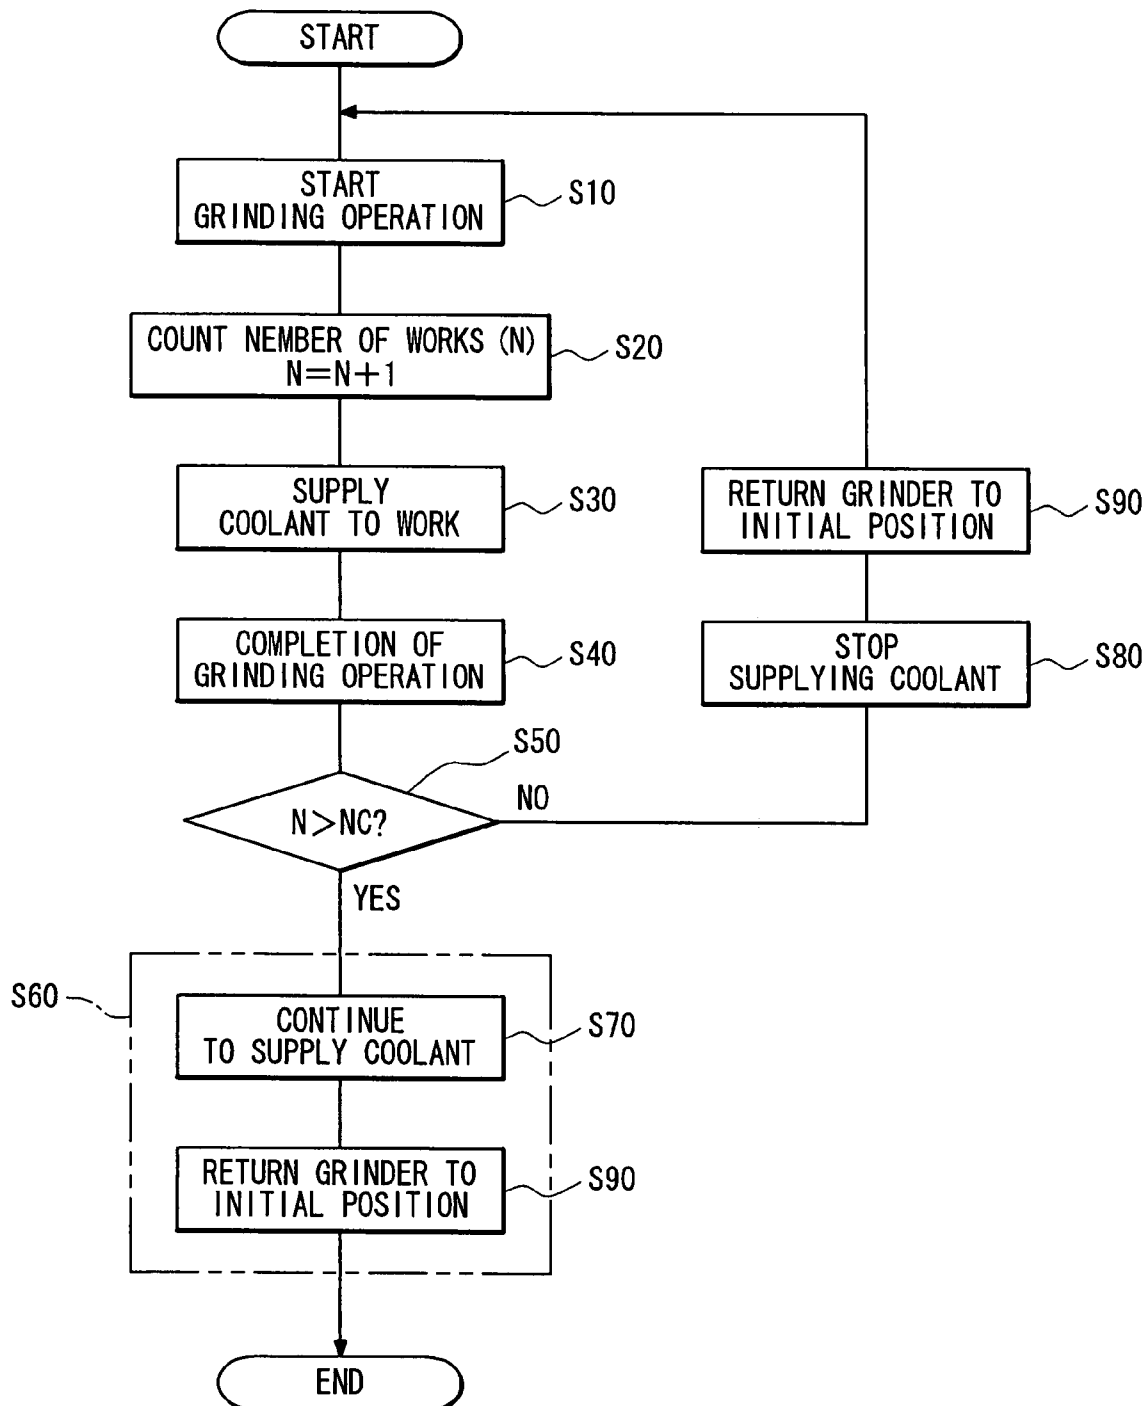 START
START
GRINDING OPERATION
S10
COUNT NEMBER OF WORKS (N)
N=N+1
S20
SUPPLY
COOLANT TO WORK
S30
RETURN GRINDER TO
INITIAL POSITION
S90
COMPLETION OF
GRINDING OPERATION
S40
STOP
SUPPLYING COOLANT
S80
S50
N>NC?
NO
YES
S60
CONTINUE
TO SUPPLY COOLANT
S70
RETURN GRINDER TO
INITIAL POSITION
S90
END